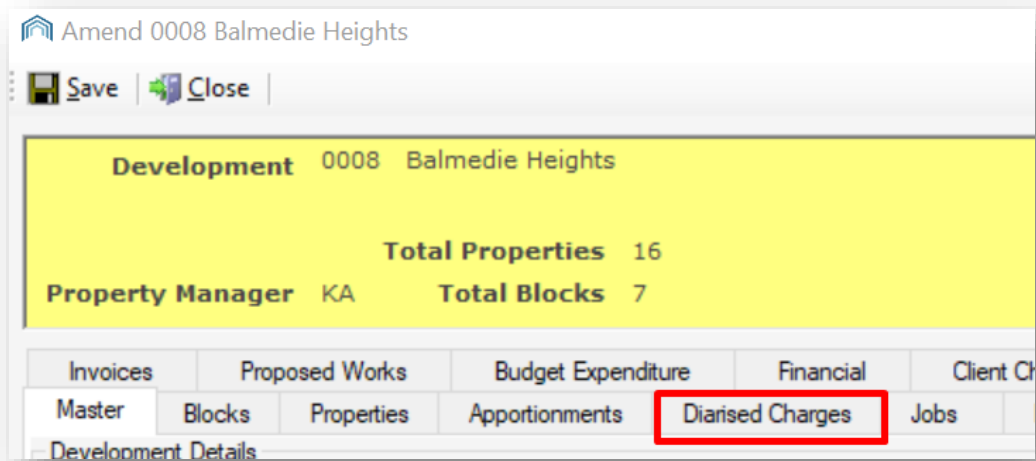 Amend 0008 Balmedie Heights
Save Close
Development 0008 Balmedie Heights
Total Properties 16
Property Manager KA Total Blocks 7
Invoices Proposed Works Budget Expenditure Financial Client
Master Blocks Properties Apportionments Diarised Charges Jobs
Development Details